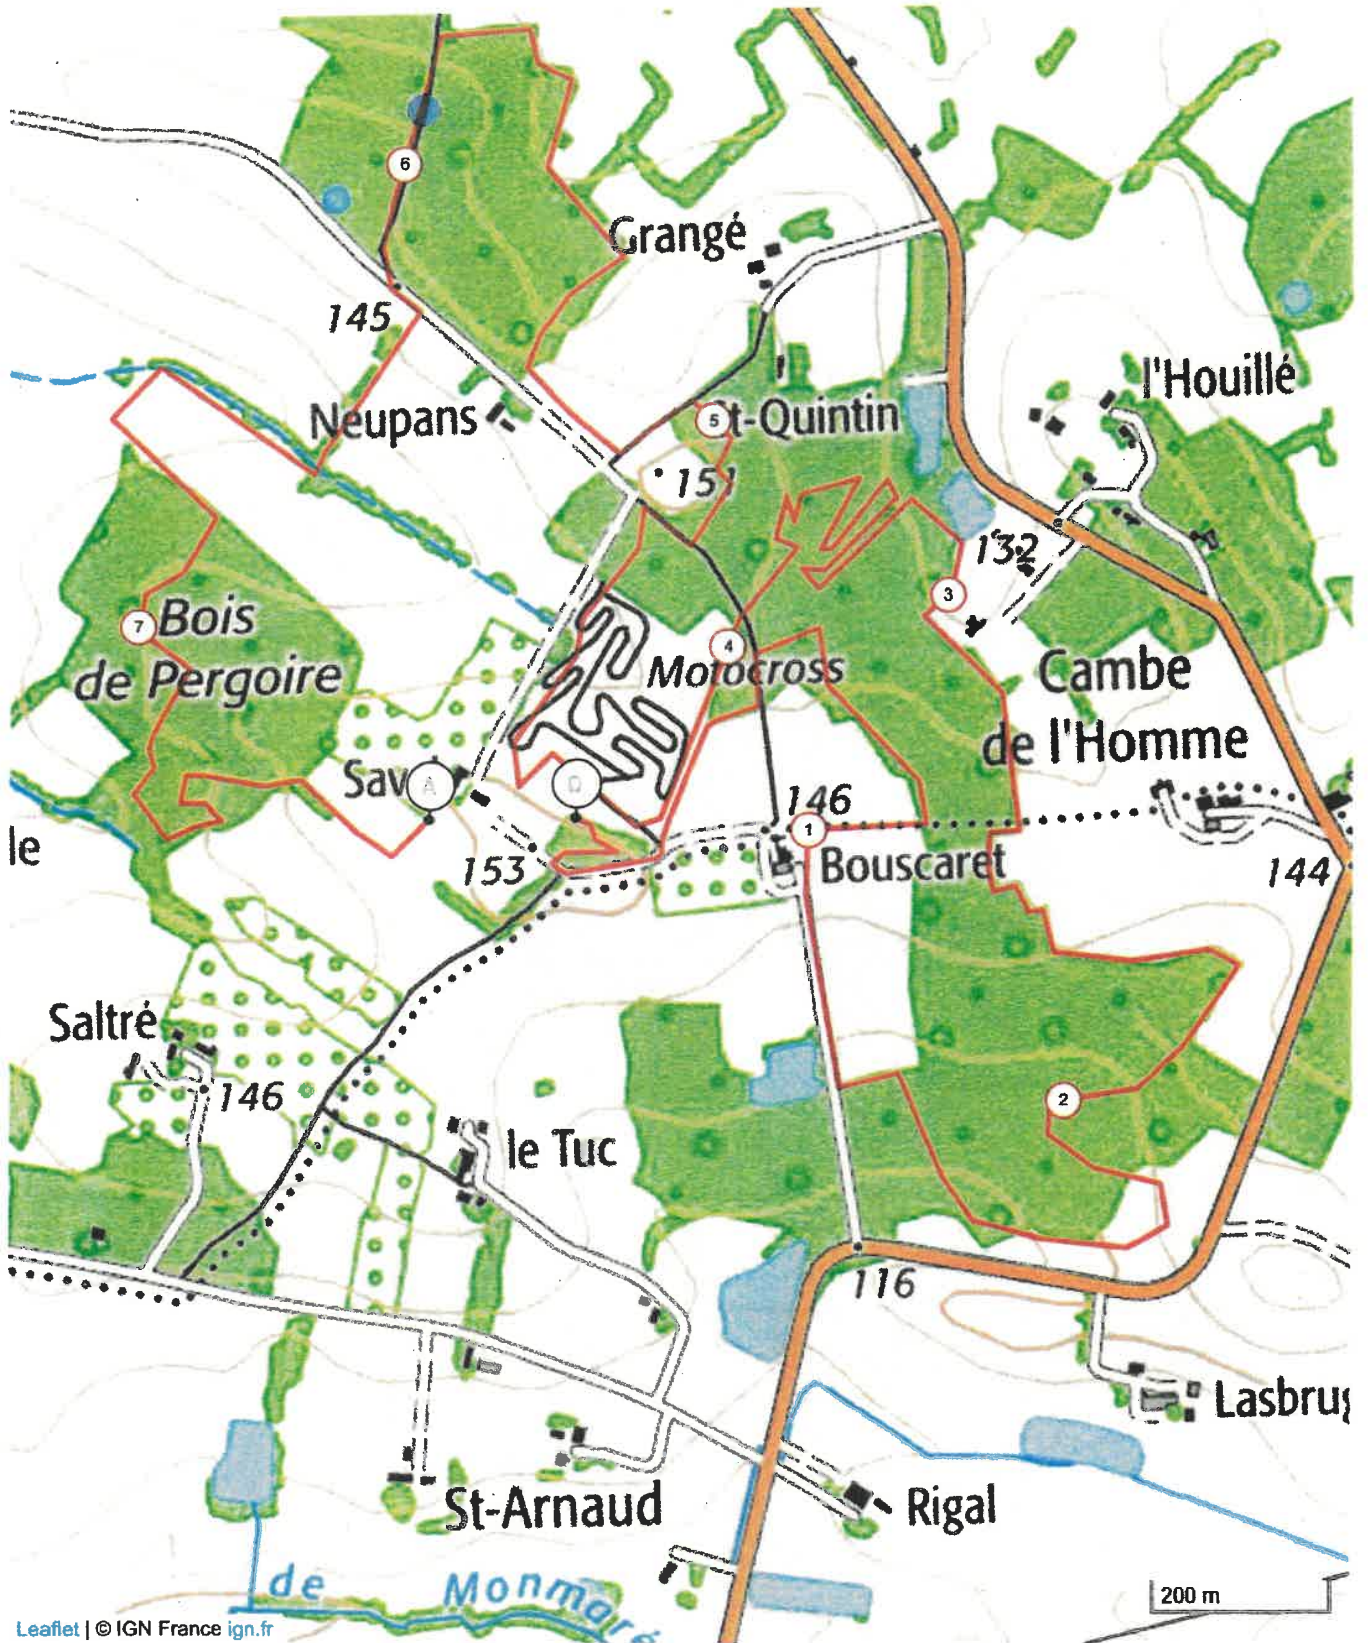 6
Grangé
145
l'Houillé
Neupans
5
St-Quintin
151
132
3
7
Bois
de Pergoire
4
Motocross
Cambe
de l'Homme
A
D
146
1
Bouscaret
le
153
144
Saltré
146
2
le Tuc
116
Lasbrug
St-Arnaud
Rigal
de Monmaré
200 m
Leaflet | © IGN France ign.fr